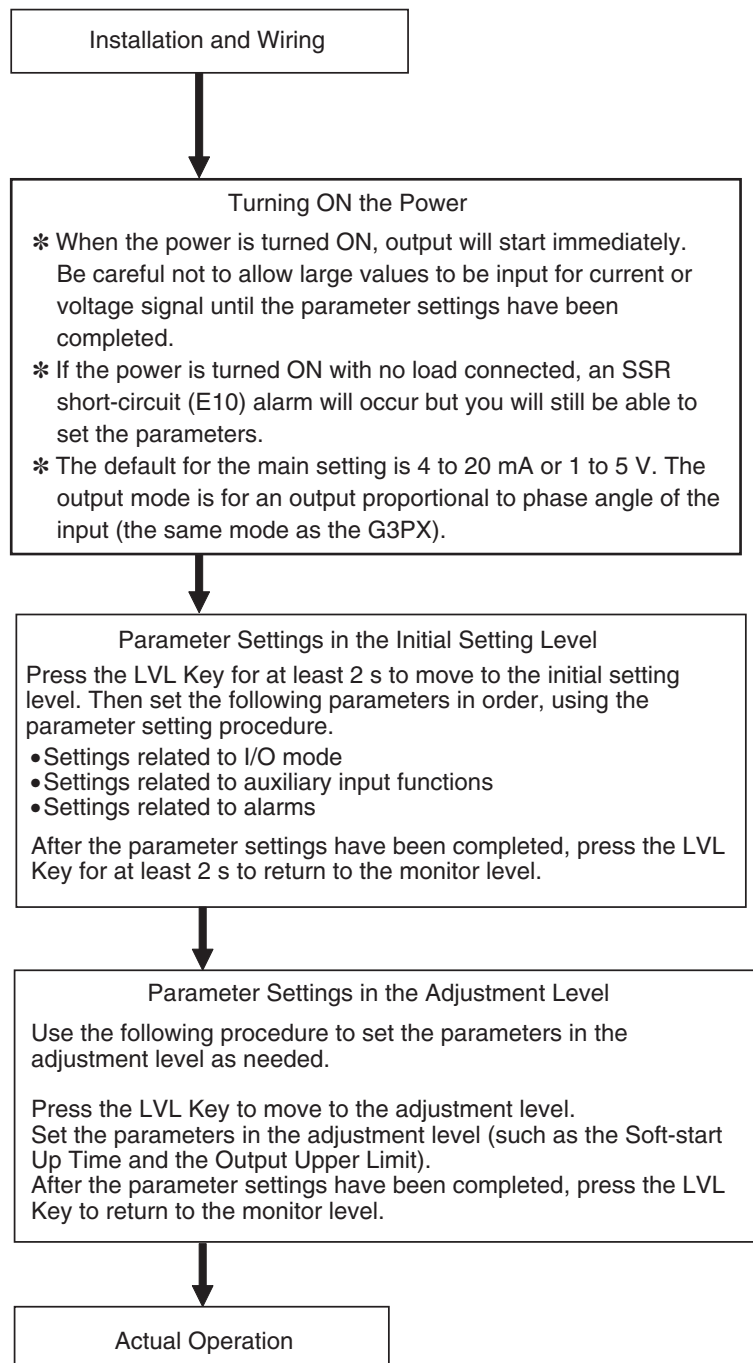 Installation and Wiring
Turning ON the Power
✻ When the power is turned ON, output will start immediately.
Be careful not to allow large values to be input for current or
voltage signal until the parameter settings have been
completed.
✻ If the power is turned ON with no load connected, an SSR
short-circuit (E10) alarm will occur but you will still be able to
set the parameters.
✻ The default for the main setting is 4 to 20 mA or 1 to 5 V. The
output mode is for an output proportional to phase angle of the
input (the same mode as the G3PX).
Parameter Settings in the Initial Setting Level
Press the LVL Key for at least 2 s to move to the initial setting
level. Then set the following parameters in order, using the
parameter setting procedure.
•Settings related to I/O mode
•Settings related to auxiliary input functions
•Settings related to alarms
After the parameter settings have been completed, press the LVL
Key for at least 2 s to return to the monitor level.
Parameter Settings in the Adjustment Level
Use the following procedure to set the parameters in the
adjustment level as needed.
Press the LVL Key to move to the adjustment level.
Set the parameters in the adjustment level (such as the Soft-start
Up Time and the Output Upper Limit).
After the parameter settings have been completed, press the LVL
Key to return to the monitor level.
Actual Operation